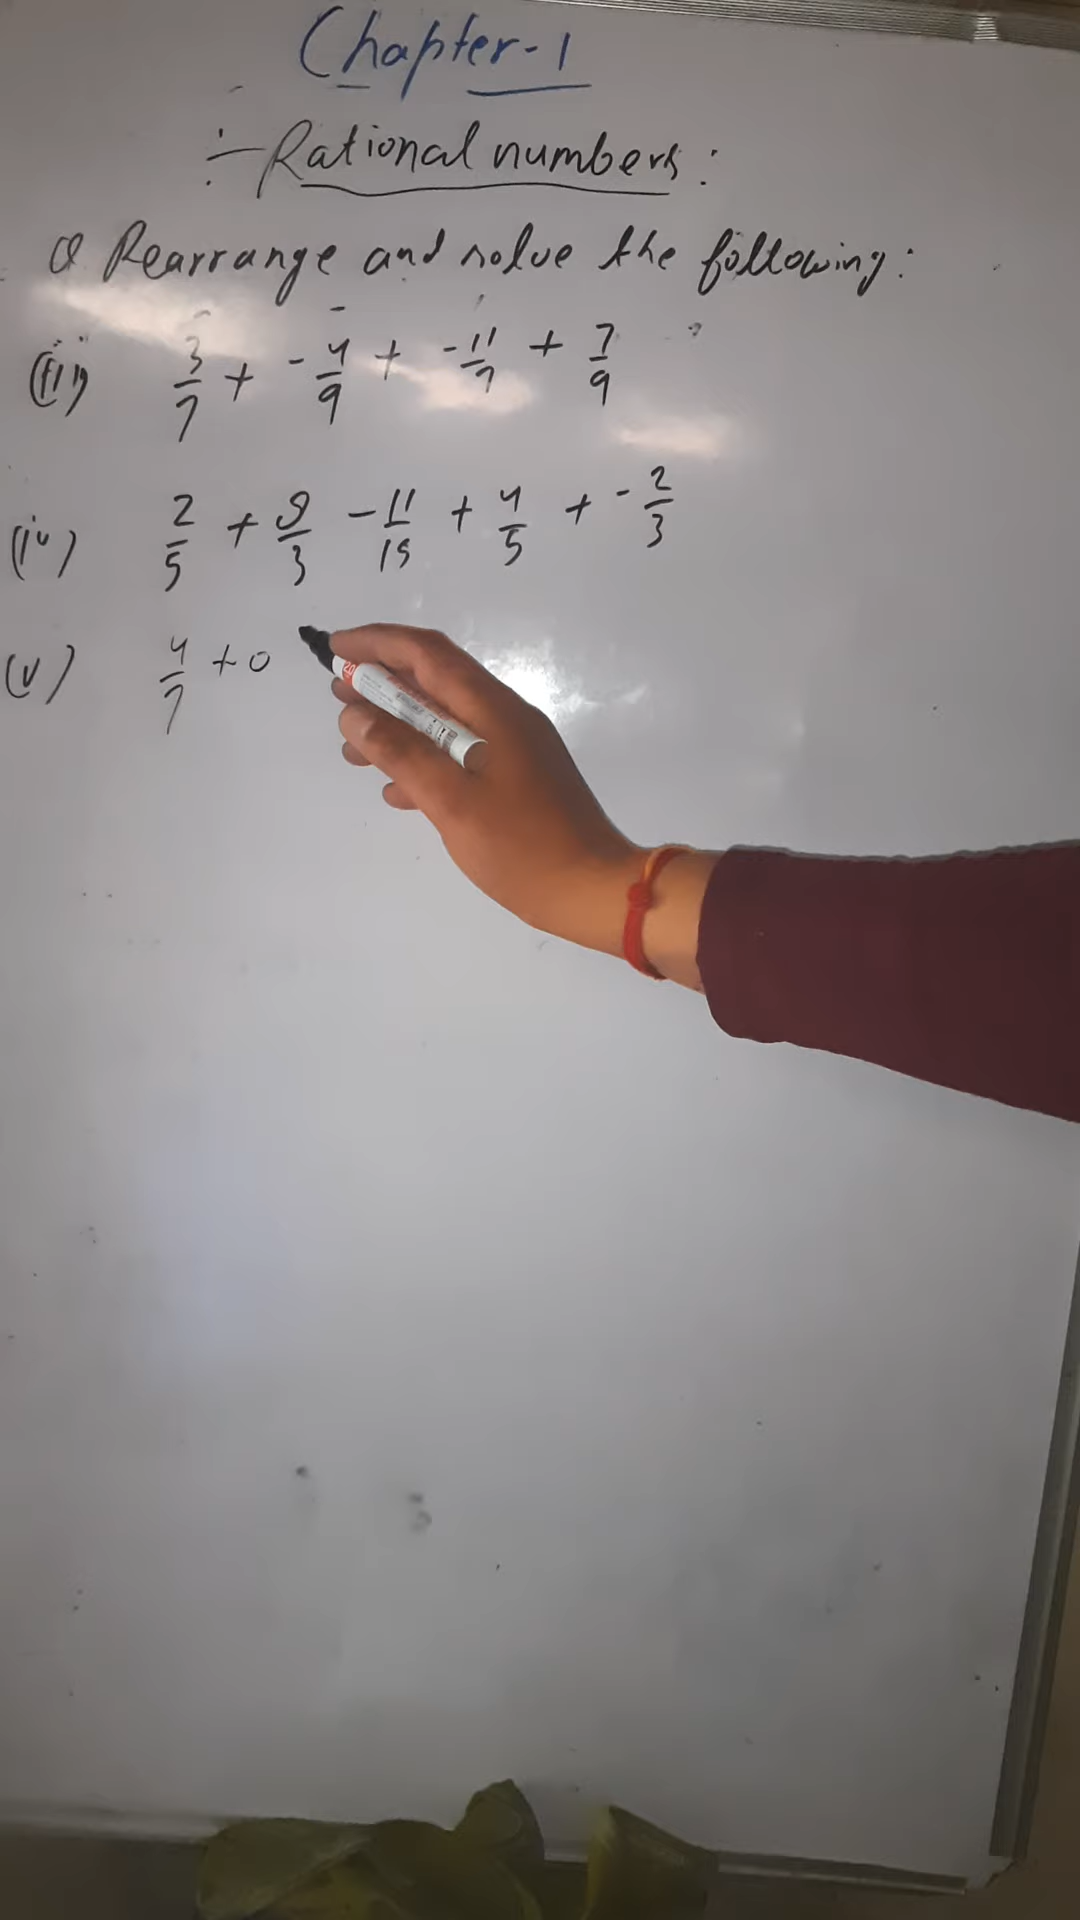 Chapter-1
:- Rational numbers:
Q Rearrange and solve the following:
(iii) 3/7 + -4/9 + -11/7 + 7/9
(iv) 2/5 + 8/3 -11/15 + 4/5 + -2/3
(v) 4/7 + 0